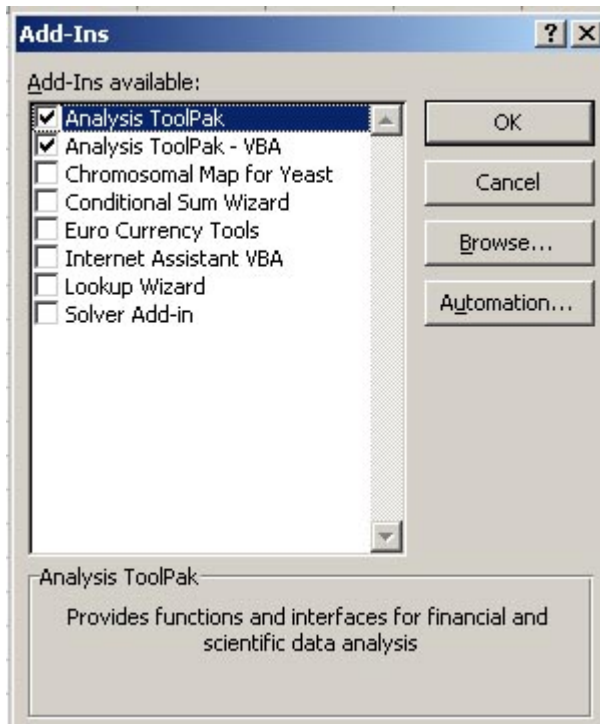 Add-Ins
Add-Ins available:
Analysis ToolPak
Analysis ToolPak - VBA
Chromosomal Map for Yeast
Conditional Sum Wizard
Euro Currency Tools
Internet Assistant VBA
Lookup Wizard
Solver Add-in
OK
Cancel
Browse...
Automation...
Analysis ToolPak
Provides functions and interfaces for financial and
scientific data analysis